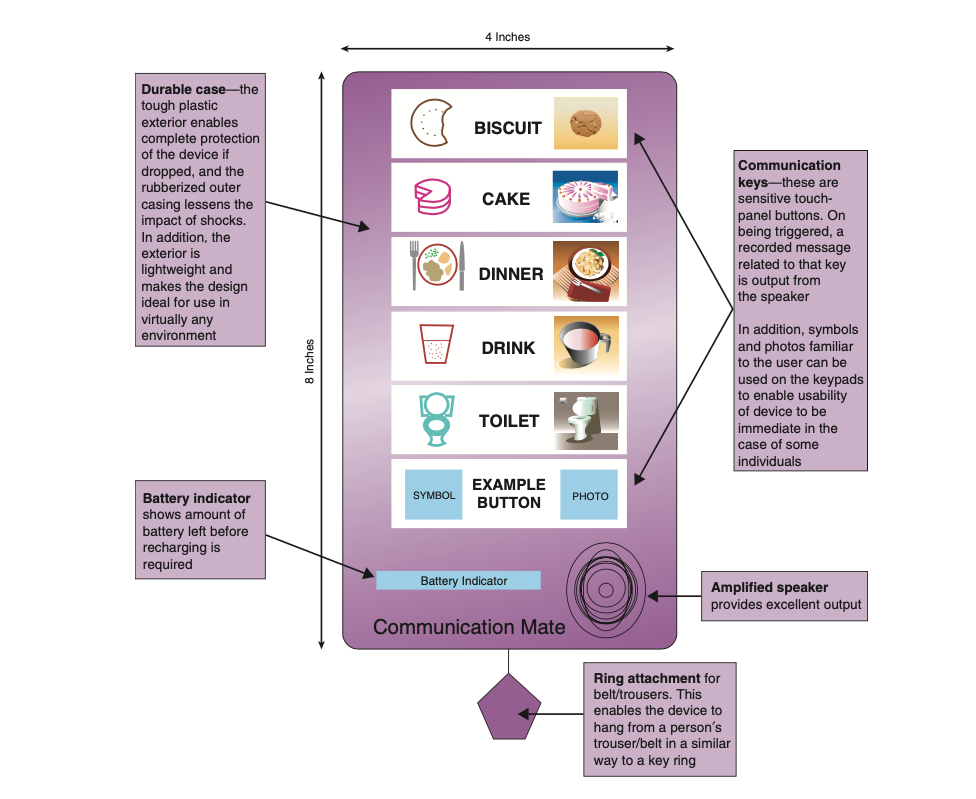 4 Inches
8 Inches
Durable case—the
tough plastic
exterior enables
complete protection
of the device if
dropped, and the
rubberized outer
casing lessens the
impact of shocks.
In addition, the
exterior is
lightweight and
makes the design
ideal for use in
virtually any
environment
BISCUIT
CAKE
DINNER
DRINK
TOILET
SYMBOL
EXAMPLE
BUTTON
PHOTO
Communication
keys—these are
sensitive touch-
panel buttons. On
being triggered, a
recorded message
related to that key
is output from
the speaker
In addition, symbols
and photos familiar
to the user can be
used on the keypads
to enable usability
of device to be
immediate in the
case of some
individuals
Battery indicator
shows amount of
battery left before
recharging is
required
Battery Indicator
Communication Mate
Amplified speaker
provides excellent output
Ring attachment for
belt/trousers. This
enables the device to
hang from a person′s
trouser/belt in a similar
way to a key ring